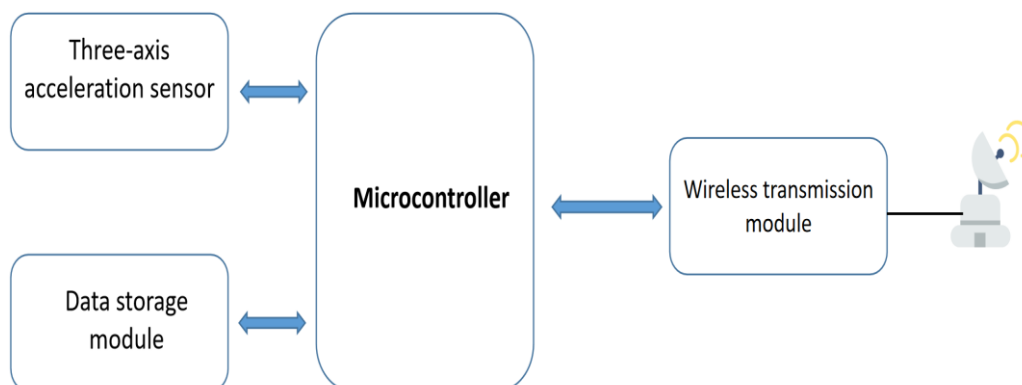 Three-axis
acceleration sensor
Microcontroller
Wireless transmission
module
Data storage
module